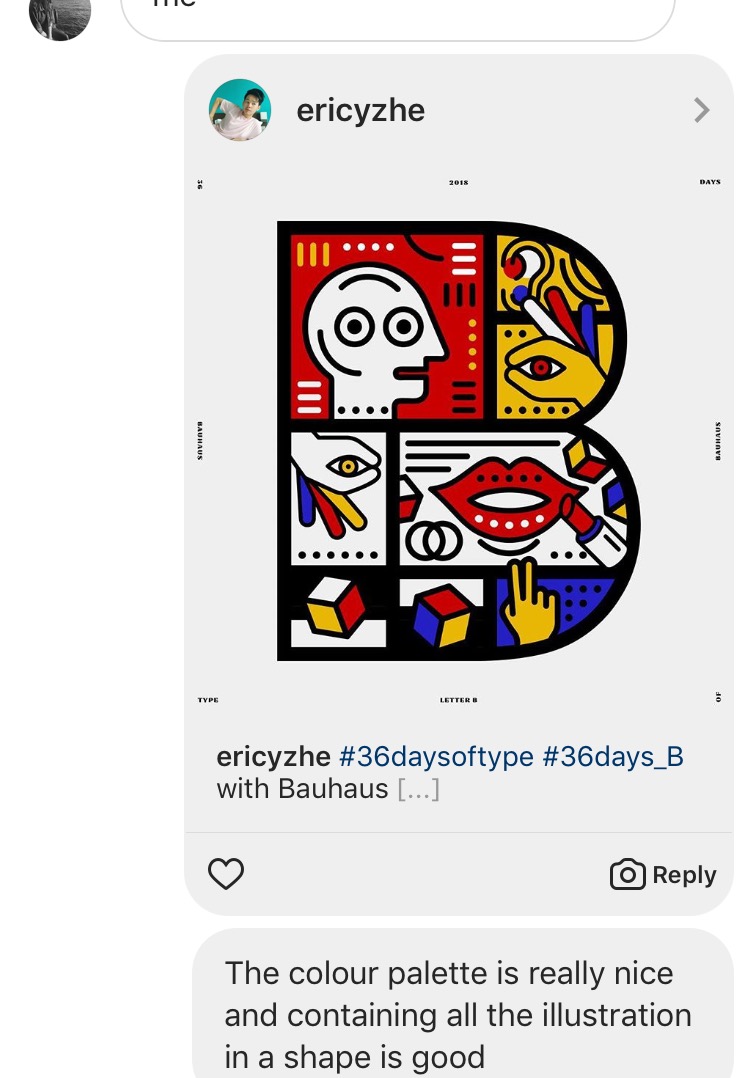 ericyzhe
36 2018 DAYS
BAUHAUS BAUHAUS
TYPE LETTER B OF
ericyzhe #36daysoftype #36days_B
with Bauhaus [...]
Reply
The colour palette is really nice
and containing all the illustration
in a shape is good